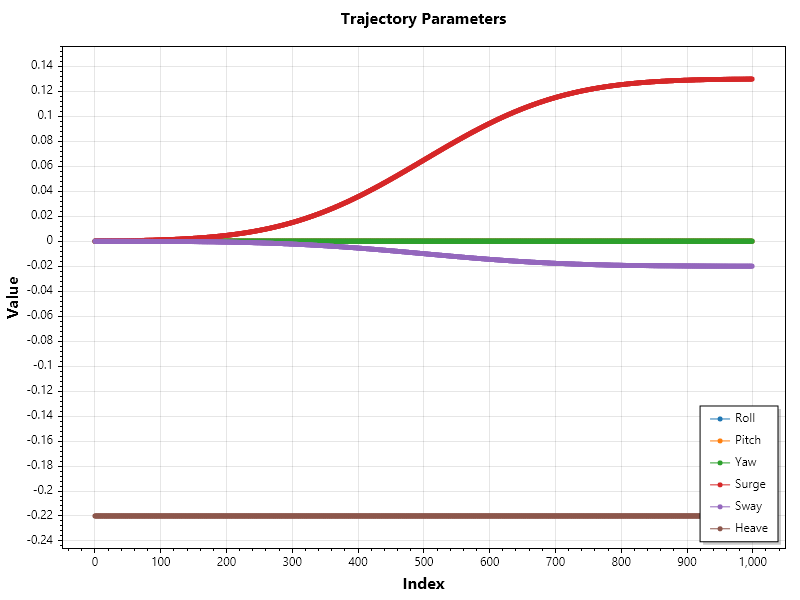 Trajectory Parameters
0.14
0.12
0.1
0.08
0.06
0.04
0.02
0
-0.02
-0.04
-0.06
-0.08
-0.1
-0.12
-0.14
-0.16
-0.18
-0.2
-0.22
-0.24
Value
Roll
Pitch
Yaw
Surge
Sway
Heave
0 100 200 300 400 500 600 700 800 900 1,000
Index